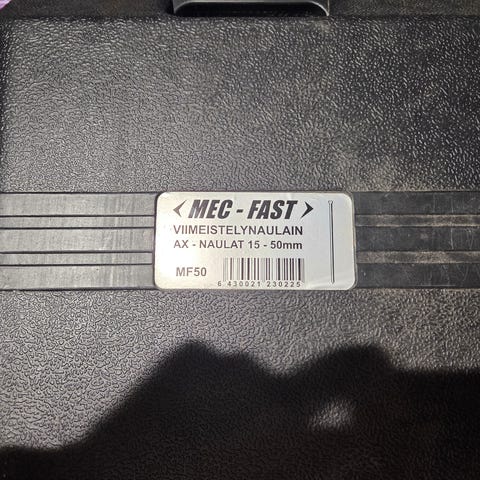 MEC - FAST
VIIMEISTELYNAULAIN
AX - NAULAT 15 - 50mm
MF50
6 430021 230225